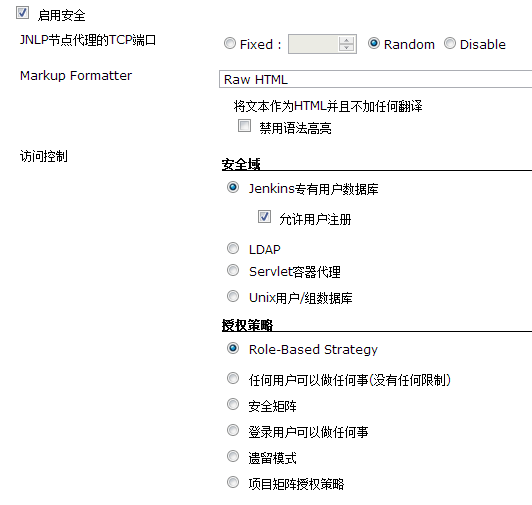 启用安全
JNLP节点代理的TCP端口
Fixed : Random Disable
Markup Formatter
Raw HTML
将文本作为HTML并且不加任何翻译
禁用语法高亮
访问控制
安全域
Jenkins专有用户数据库
允许用户注册
LDAP
Servlet容器代理
Unix用户/组数据库
授权策略
Role-Based Strategy
任何用户可以做任何事(没有任何限制)
安全矩阵
登录用户可以做任何事
遗留模式
项目矩阵授权策略